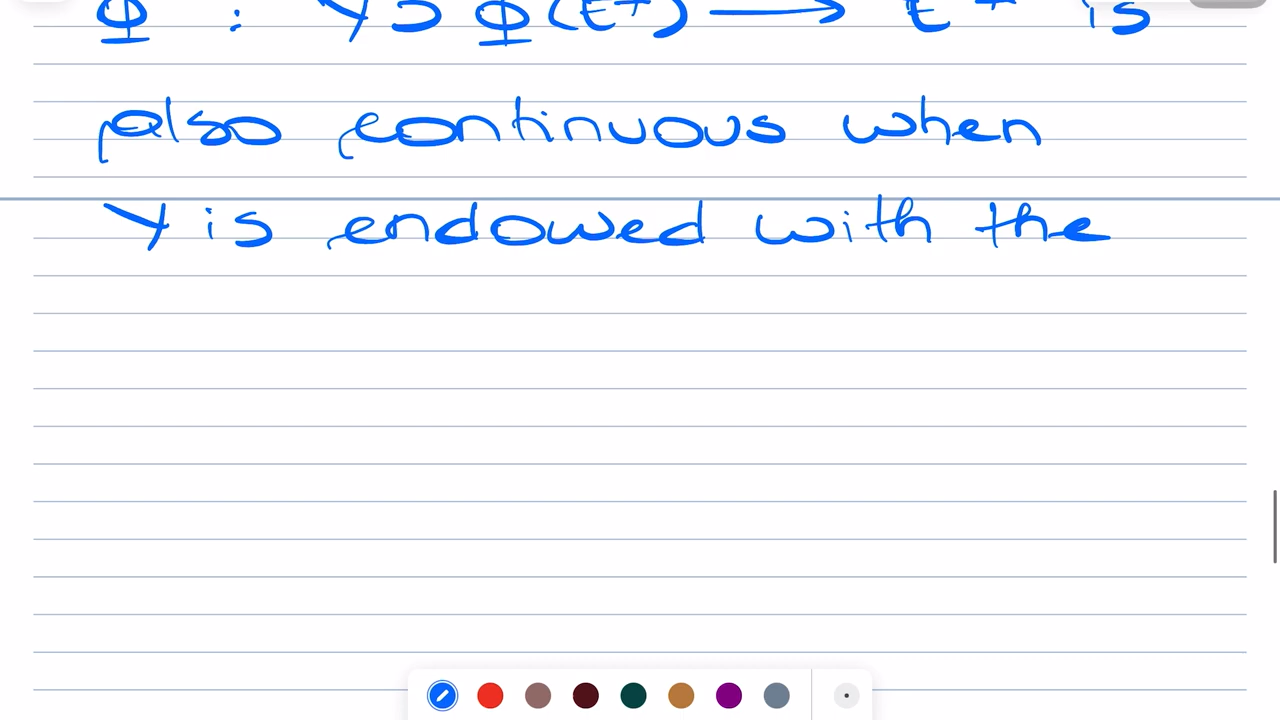 Φ : Y ⊃ Φ(E*) ⟶ E* is
also continuous when
Y is endowed with the